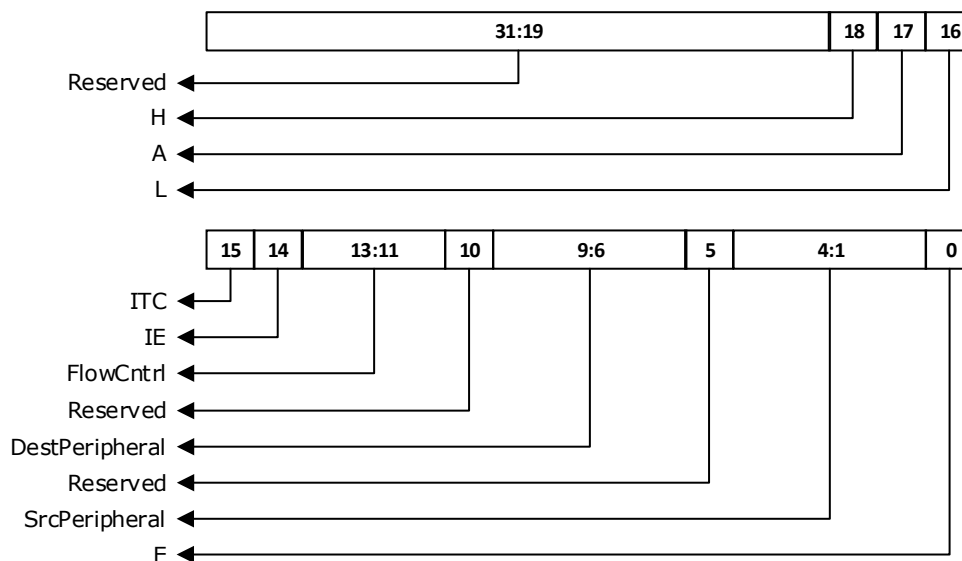 31:19 18 17 16
Reserved
H
A
L
15 14 13:11 10 9:6 5 4:1 0
ITC
IE
FlowCntrl
Reserved
DestPeripheral
Reserved
SrcPeripheral